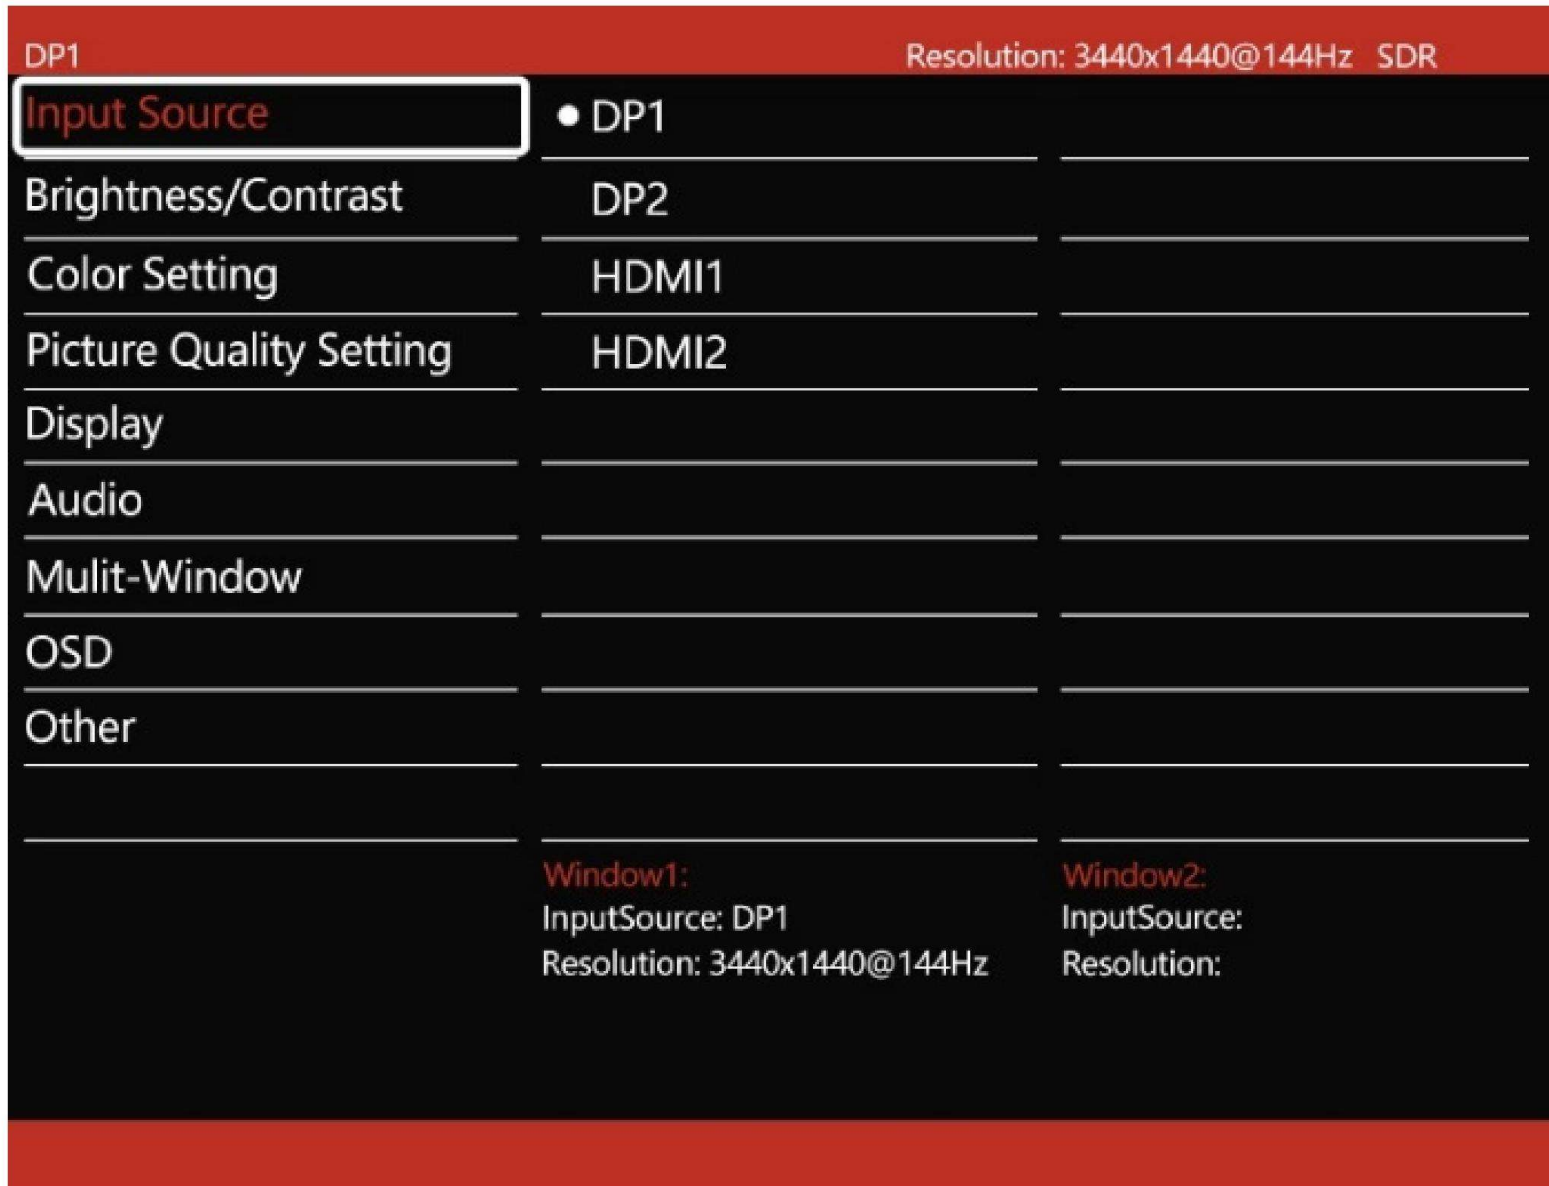 DP1 Resolution: 3440x1440@144Hz SDR
Input Source DP1
Brightness/Contrast DP2
Color Setting HDMI1
Picture Quality Setting HDMI2
Display
Audio
Mulit-Window
OSD
Other
Window1: Window2:
InputSource: DP1 InputSource:
Resolution: 3440x1440@144Hz Resolution: